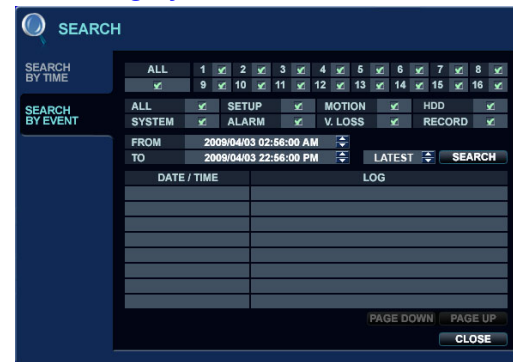 SEARCH
SEARCH
BY TIME
SEARCH
BY EVENT
ALL 1 2 3 4 5 6 7 8
9 10 11 12 13 14 15 16
ALL SETUP MOTION HDD
SYSTEM ALARM V. LOSS RECORD
FROM 2009/04/03 02:56:00 AM
TO 2009/04/03 22:56:00 PM LATEST SEARCH
DATE / TIME LOG
PAGE DOWN PAGE UP
CLOSE